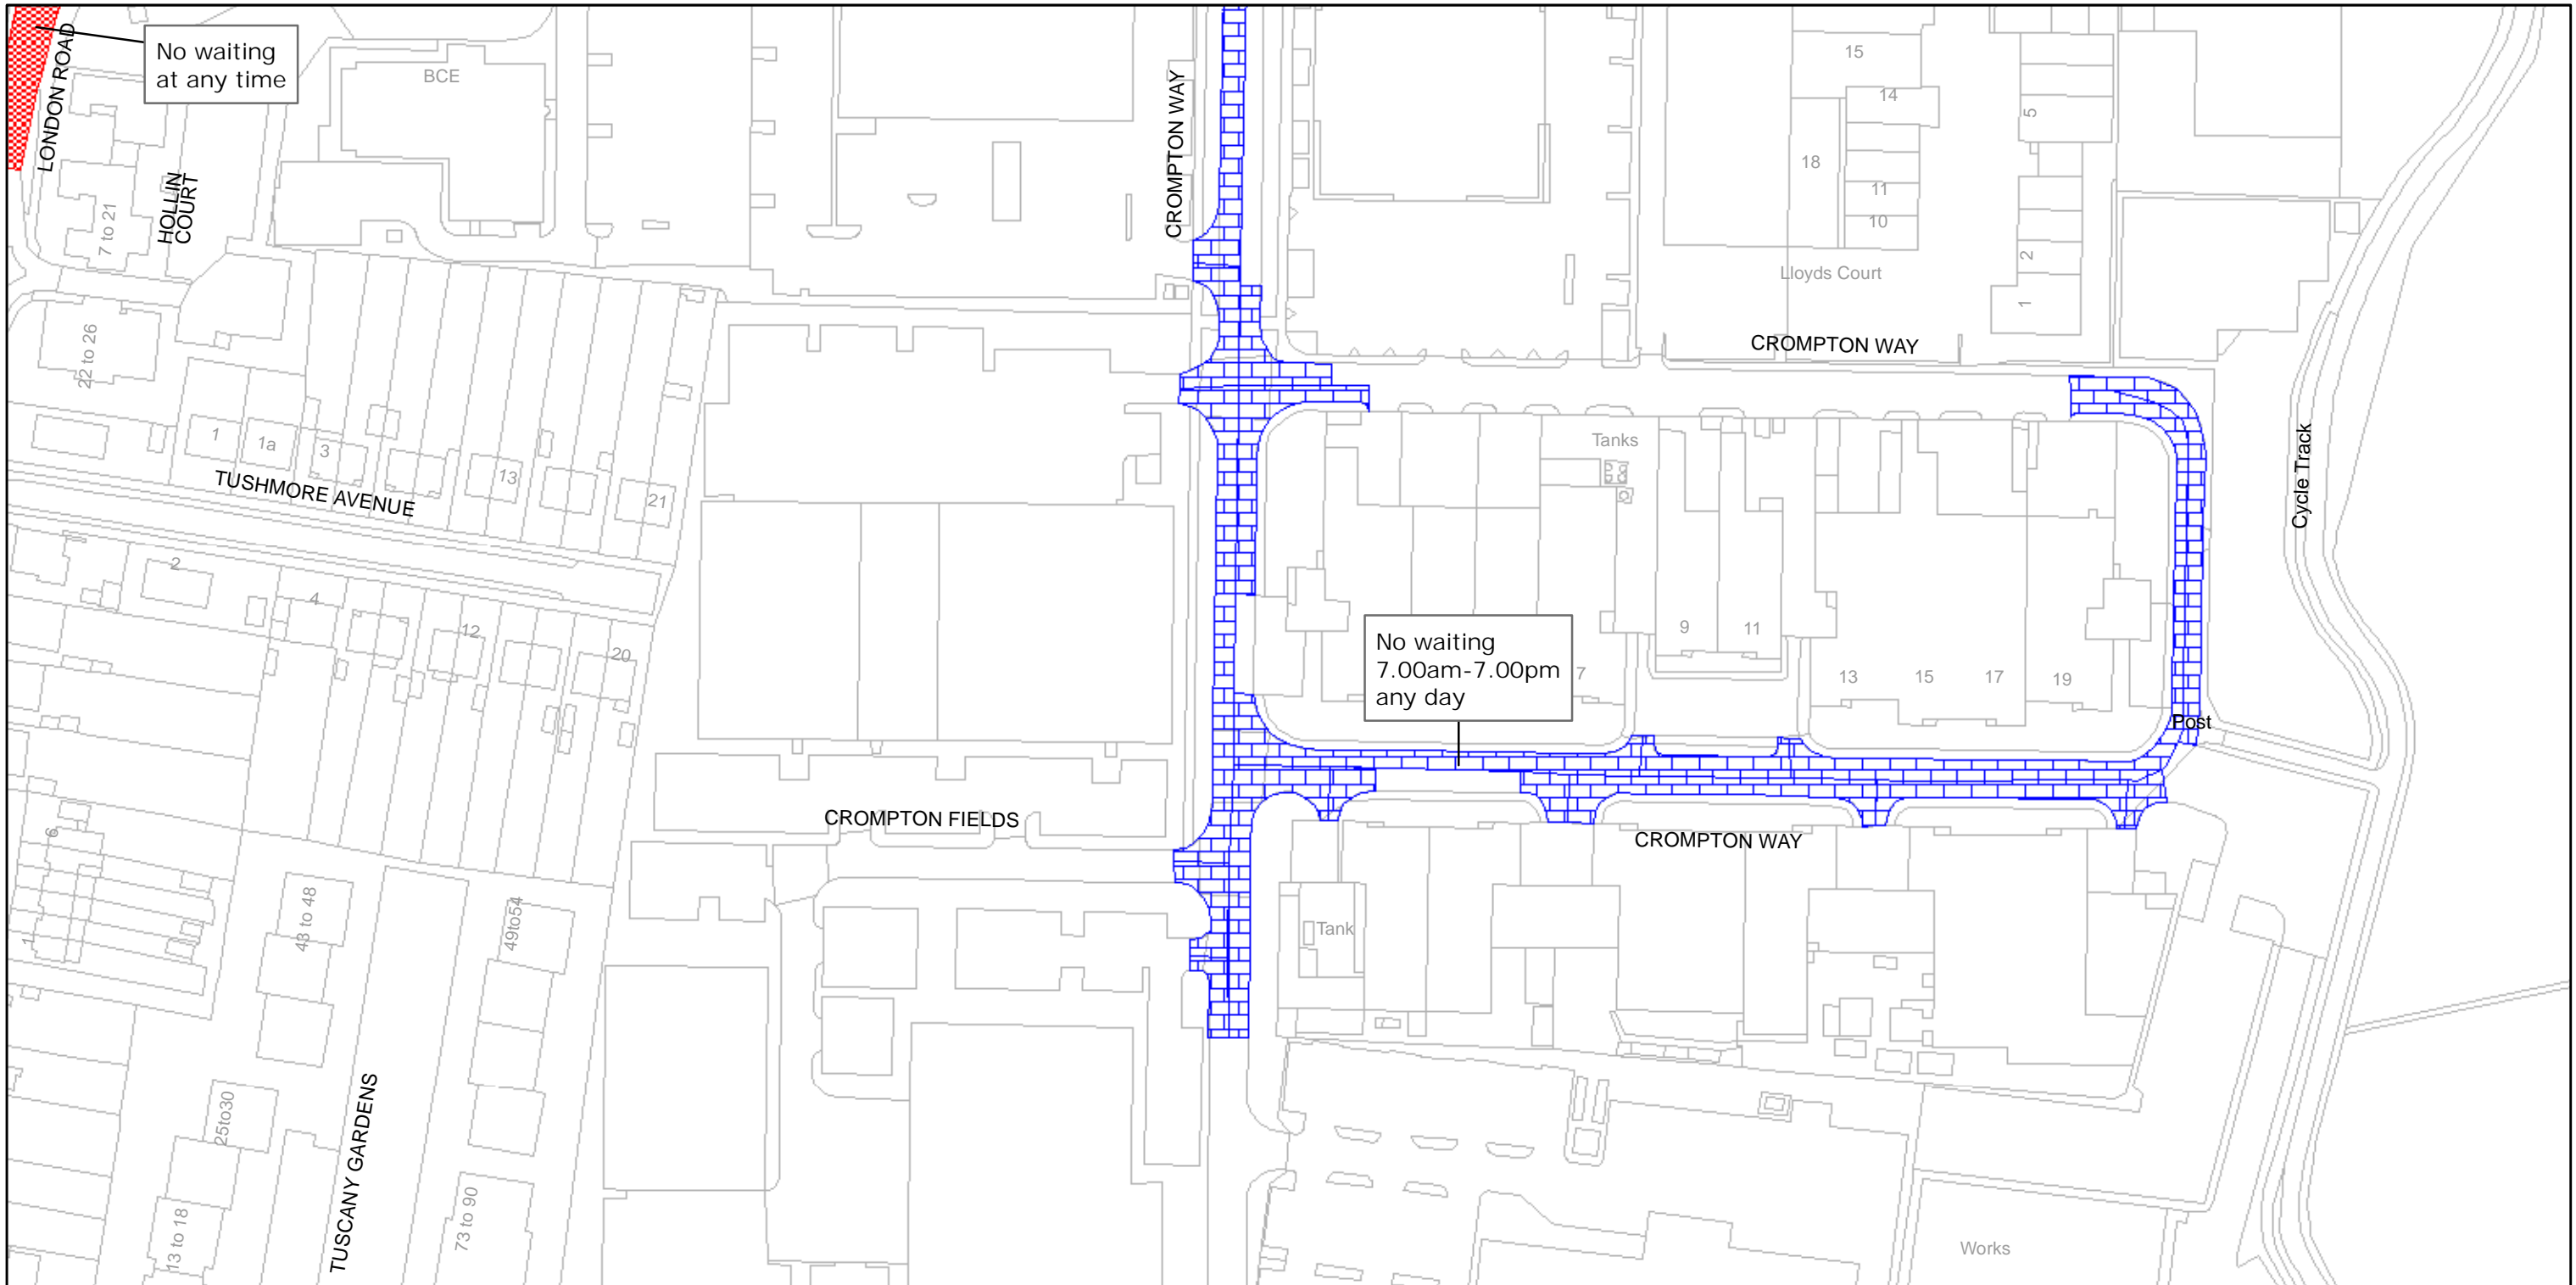 No waiting
at any time
LONDON ROAD
BCE
7 to 21
HOLLIN
COURT
CROMPTON WAY
15
14
18
11
10
5
2
1
Lloyds Court
22 to 26
CROMPTON WAY
1
1a
3
13
21
TUSHMORE AVENUE
Tanks
Cycle Track
2
4
12
20
No waiting
7.00am-7.00pm
any day
7
9
11
13
15
17
19
Post
CROMPTON FIELDS
CROMPTON WAY
6
1
43 to 48
49to54
Tank
25to30
TUSCANY GARDENS
13 to 18
73 to 90
Works